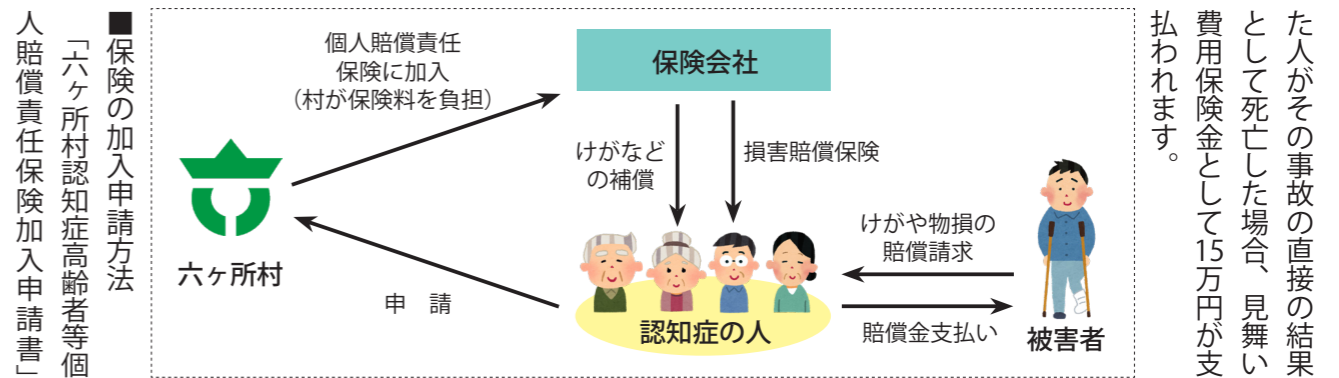 た人がその事故の直接の結果
として死亡した場合、見舞い
費用保険金として15万円が支
払われます。
個人賠償責任
保険に加入
（村が保険料を負担）
保険会社
けがなど
の補償
損害賠償保険
六ヶ所村
申　請
認知症の人
けがや物損の
賠償請求
賠償金支払い
被害者
■保険の加入申請方法
「六ヶ所村認知症高齢者等個
人賠償責任保険加入申請書」